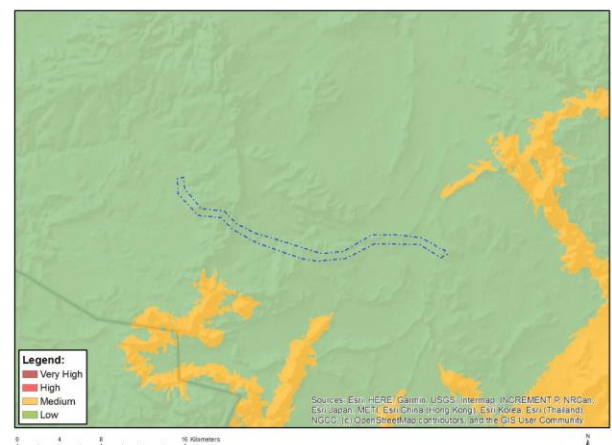 Legend:
Very High
High
Medium
Low
Sources: Esri, HERE, Garmin, USGS, Intermap, INCREMENT P, NRCan,
Esri Japan, METI, Esri China (Hong Kong), Esri Korea, Esri (Thailand),
NGCC, (c) OpenStreetMap contributors, and the GIS User Community
0 4 8 16 Kilometers
N